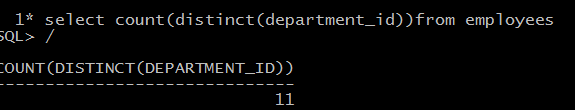 1* select count(distinct(department_id))from employees
SQL> /
COUNT(DISTINCT(DEPARTMENT_ID))
------------------------------
11